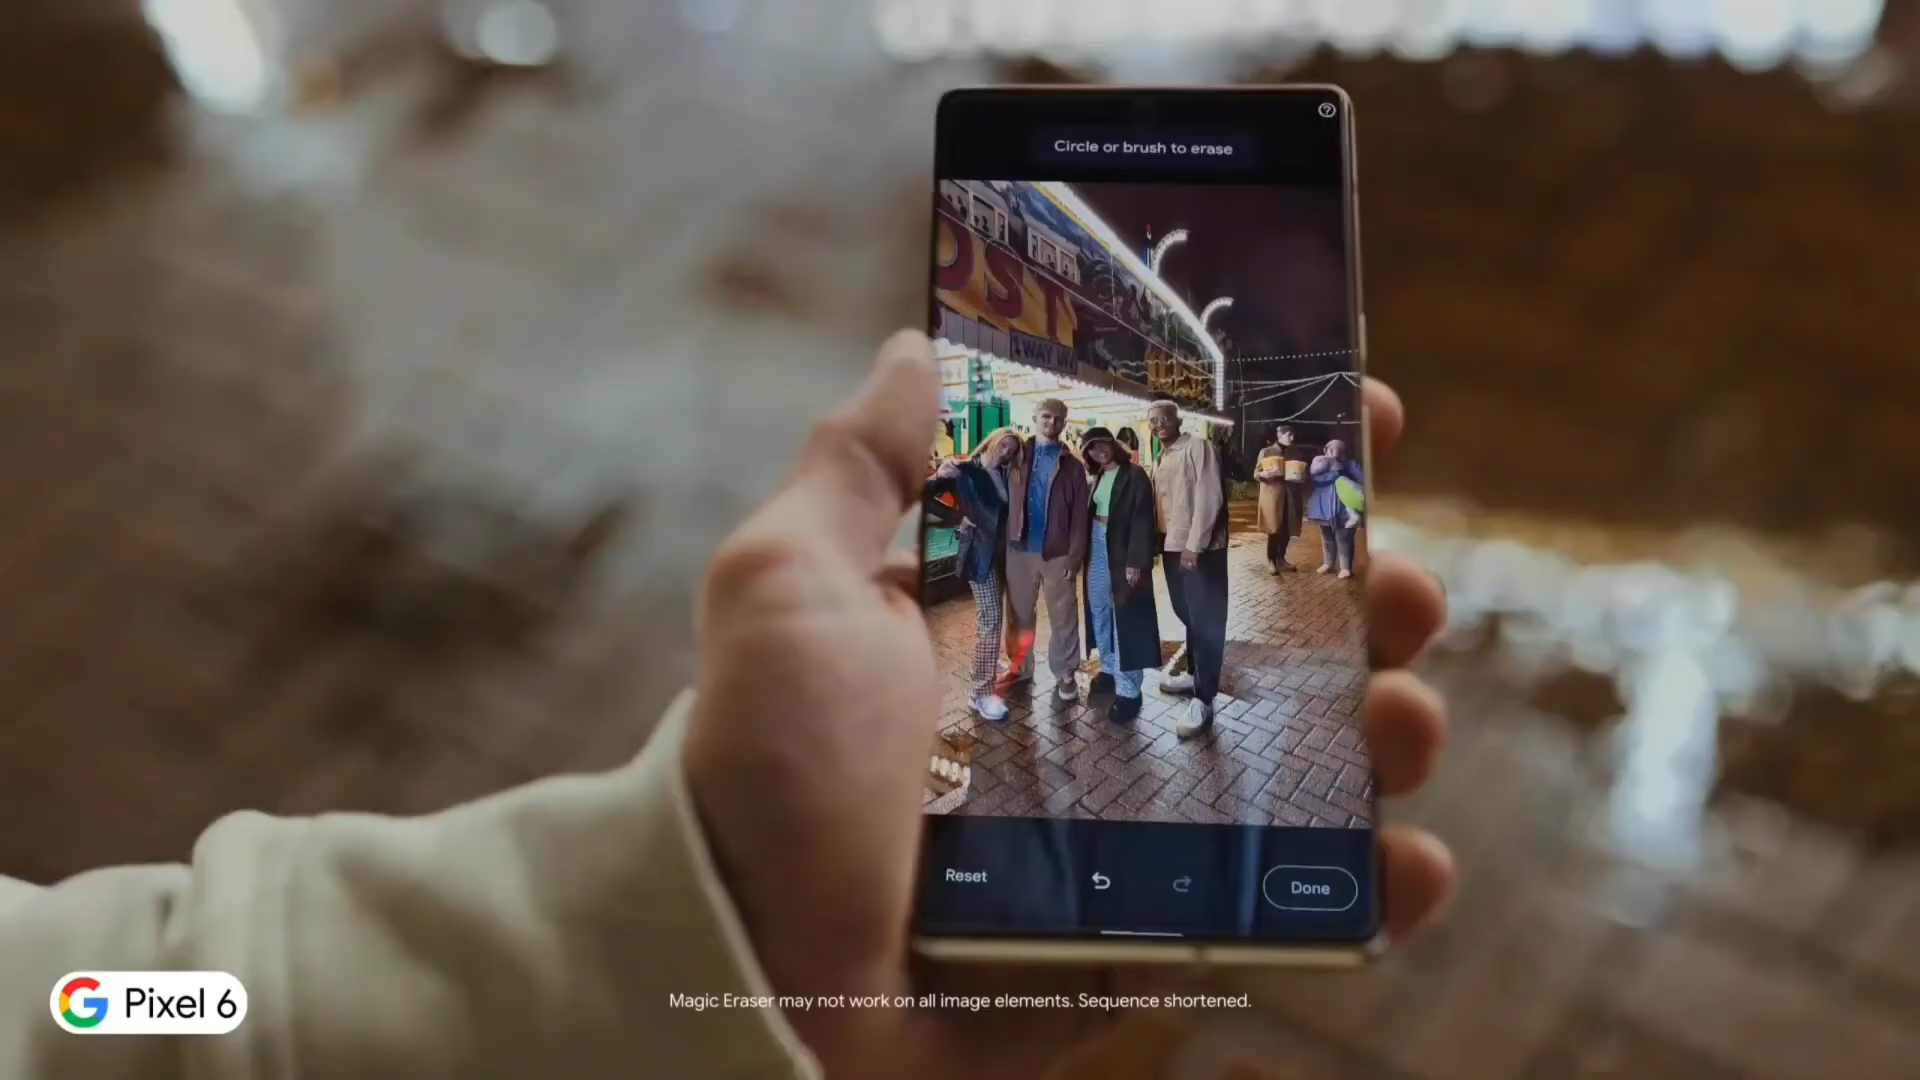 Circle or brush to erase
OST
Reset
Done
Pixel 6
Magic Eraser may not work on all image elements. Sequence shortened.